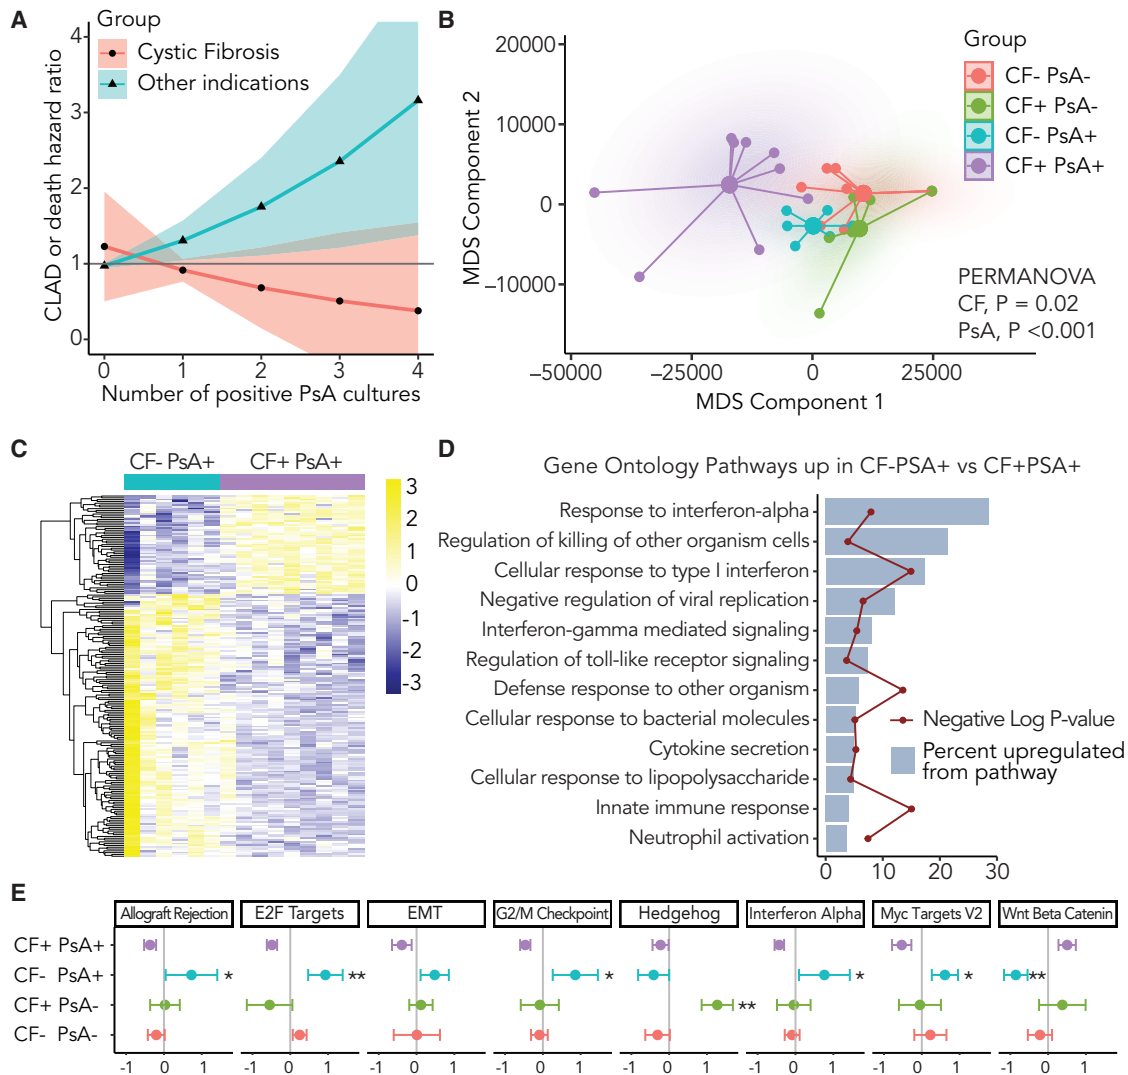 A
Group
Cystic Fibrosis
Other indications
CLAD or death hazard ratio
4
3
2
1
0
0 1 2 3 4
Number of positive PsA cultures
B
Group
CF- PsA-
CF+ PsA-
CF- PsA+
CF+ PsA+
MDS Component 2
20000
10000
0
−10000
PERMANOVA
CF, P = 0.02
PsA, P <0.001
−50000 −25000 0 25000
MDS Component 1
C
CF- PsA+ CF+ PsA+
3
2
1
0
-1
-2
-3
D
Gene Ontology Pathways up in CF-PSA+ vs CF+PSA+
Response to interferon-alpha
Regulation of killing of other organism cells
Cellular response to type I interferon
Negative regulation of viral replication
Interferon-gamma mediated signaling
Regulation of toll-like receptor signaling
Defense response to other organism
Cellular response to bacterial molecules
Cytokine secretion
Cellular response to lipopolysaccharide
Innate immune response
Neutrophil activation
Negative Log P-value
Percent upregulated
from pathway
0 10 20 30
E
Allograft Rejection E2F Targets EMT G2/M Checkpoint Hedgehog Interferon Alpha Myc Targets V2 Wnt Beta Catenin
CF+ PsA+
CF- PsA+ * ** * * * **
CF+ PsA- **
CF- PsA-
-1 0 1 -1 0 1 -1 0 1 -1 0 1 -1 0 1 -1 0 1 -1 0 1 -1 0 1